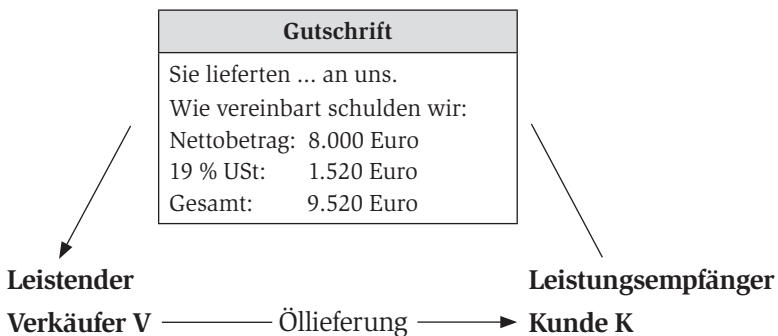 Gutschrift
Sie lieferten ... an uns.
Wie vereinbart schulden wir:
Nettobetrag: 8.000 Euro
19 % USt: 1.520 Euro
Gesamt: 9.520 Euro
Leistender Leistungsempfänger
Verkäufer V Öllieferung Kunde K